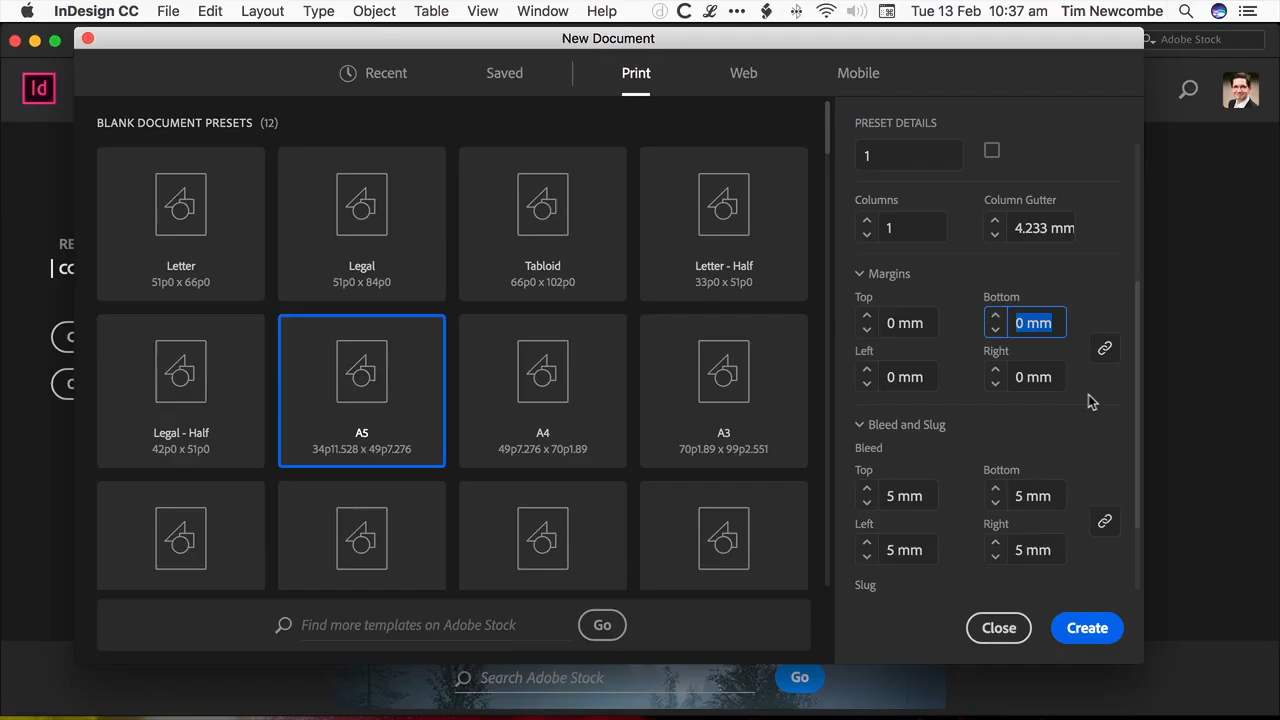 InDesign CC File Edit Layout Type Object Table View Window Help Tue 13 Feb 10:37 am Tim Newcombe
New Document
Adobe Stock
Id
Recent Saved Print Web Mobile
BLANK DOCUMENT PRESETS (12)
Letter
51p0 x 66p0
Legal
51p0 x 84p0
Tabloid
66p0 x 102p0
Letter - Half
33p0 x 51p0
Legal - Half
42p0 x 51p0
A5
34p11.528 x 49p7.276
A4
49p7.276 x 70p1.89
A3
70p1.89 x 99p2.551
Find more templates on Adobe Stock Go
PRESET DETAILS
1
Columns Column Gutter
1 4.233 mm
Margins
Top Bottom
0 mm 0 mm
Left Right
0 mm 0 mm
Bleed and Slug
Bleed
Top Bottom
5 mm 5 mm
Left Right
5 mm 5 mm
Slug
Close Create
RE
Search Adobe Stock Go